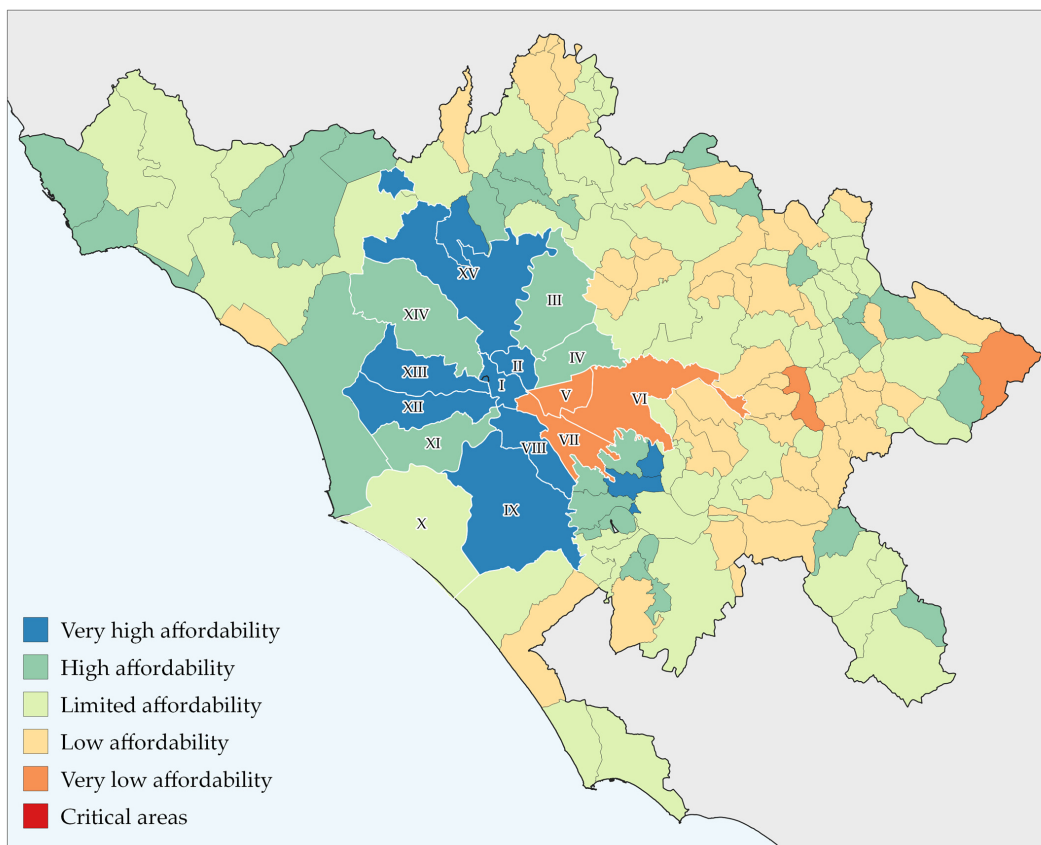 III
XV
XIV
IV
II
XIII
I
V
VI
XII
XI
VII
VIII
X
IX
Very high affordability
High affordability
Limited affordability
Low affordability
Very low affordability
Critical areas